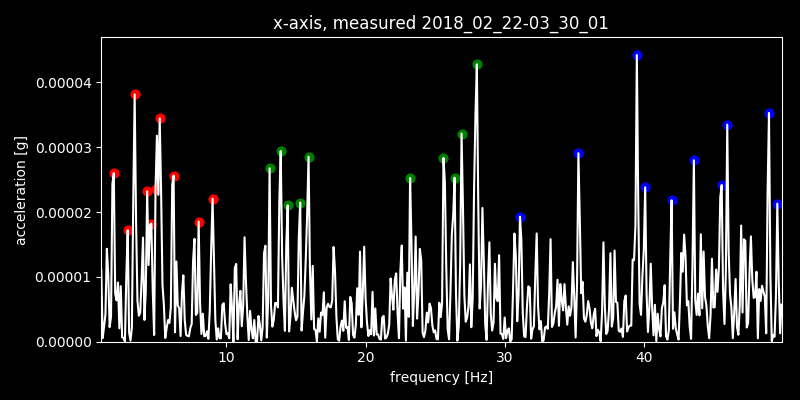 x-axis, measured 2018_02_22-03_30_01
acceleration [g]
0.00004
0.00003
0.00002
0.00001
0.00000
10 20 30 40
frequency [Hz]